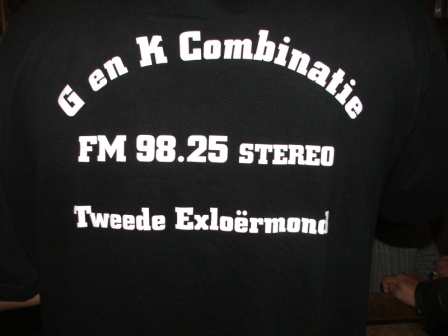 G en K Combinatie
FM 98.25 STEREO
Tweede Exloërmond